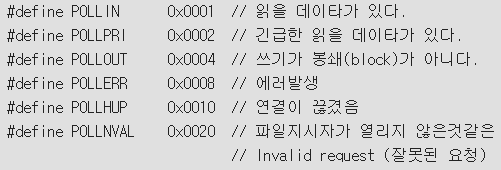 #define POLLIN 0x0001 // 읽을 데이타가 있다.
#define POLLPRI 0x0002 // 긴급한 읽을 데이타가 있다.
#define POLLOUT 0x0004 // 쓰기가 봉쇄(block)가 아니다.
#define POLLERR 0x0008 // 에러발생
#define POLLHUP 0x0010 // 연결이 끊겼음
#define POLLNVAL 0x0020 // 파일지시자가 열리지 않은것같은
// Invalid request (잘못된 요청)